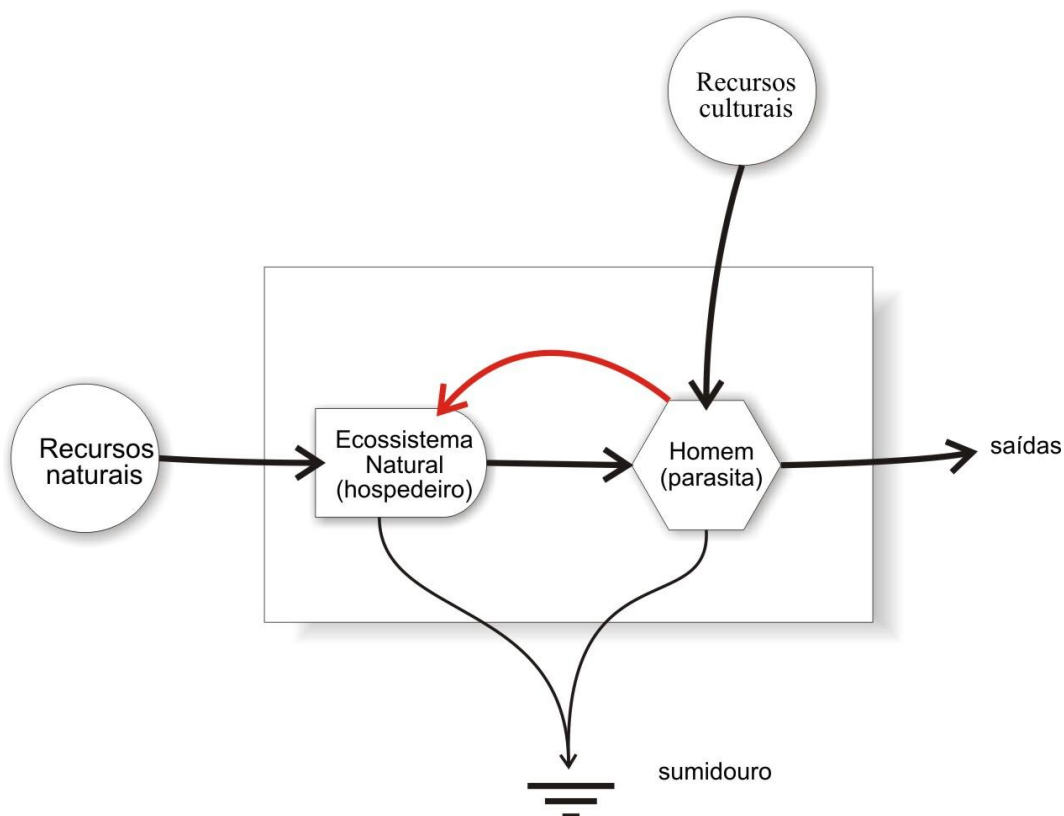 Recursos
culturais
Recursos
naturais
Ecossistema
Natural
(hospedeiro)
Homem
(parasita)
saídas
sumidouro